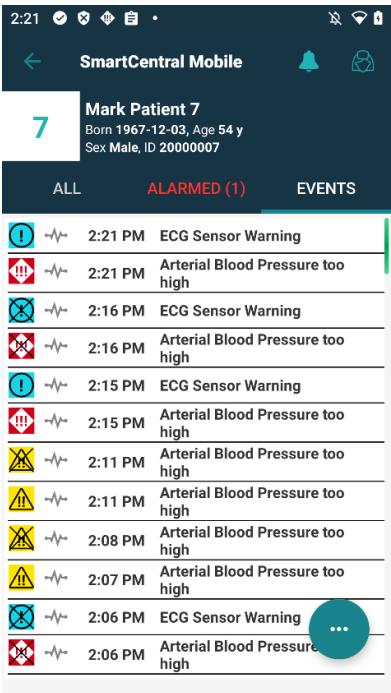 2:21
SmartCentral Mobile
7
Mark Patient 7
Born 1967-12-03, Age 54 y
Sex Male, ID 20000007
ALL ALARMED (1) EVENTS
! 2:21 PM ECG Sensor Warning
!!! 2:21 PM Arterial Blood Pressure too
high
! 2:16 PM ECG Sensor Warning
!!! 2:16 PM Arterial Blood Pressure too
high
! 2:15 PM ECG Sensor Warning
!!! 2:15 PM Arterial Blood Pressure too
high
!! 2:11 PM Arterial Blood Pressure too
high
!! 2:11 PM Arterial Blood Pressure too
high
!! 2:08 PM Arterial Blood Pressure too
high
!! 2:07 PM Arterial Blood Pressure too
high
! 2:06 PM ECG Sensor Warning
!!! 2:06 PM Arterial Blood Pressure
high